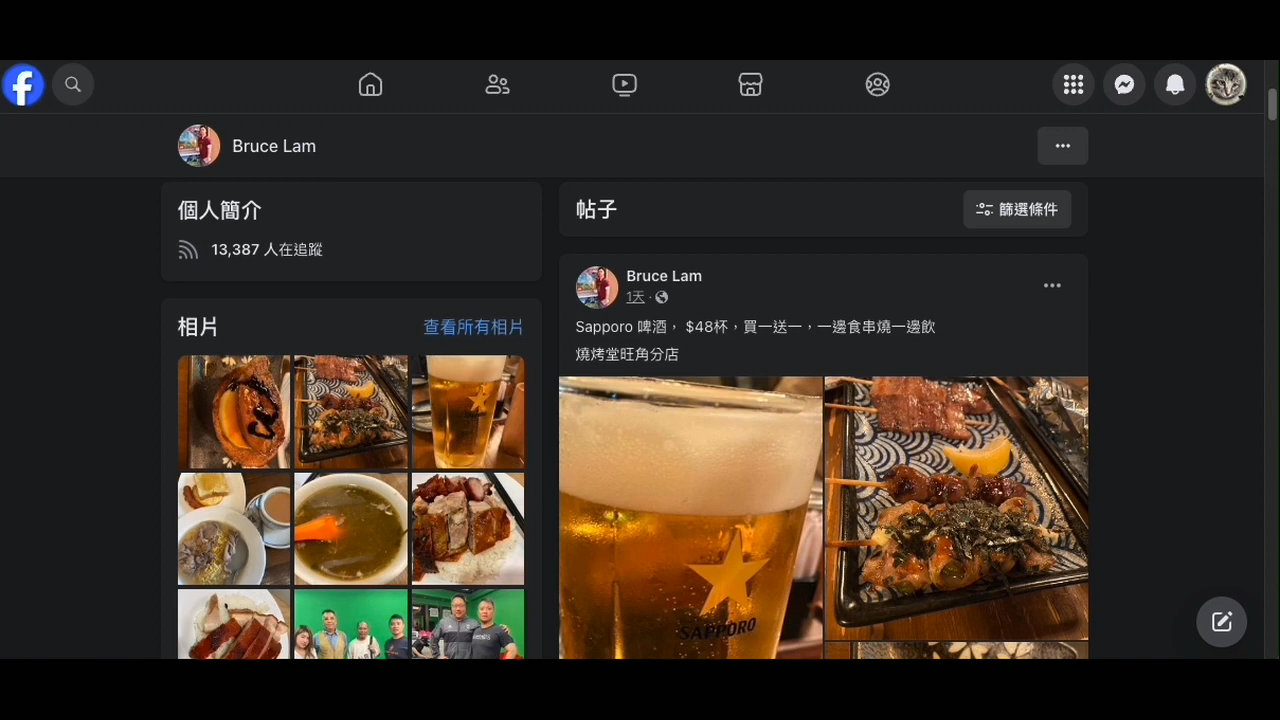 Bruce Lam
個人簡介
13,387 人在追蹤
相片
查看所有相片
帖子
篩選條件
Bruce Lam
1天 ·
Sapporo 啤酒， $48杯，買一送一，一邊食串燒一邊飲
燒烤堂旺角分店
SAPPORO